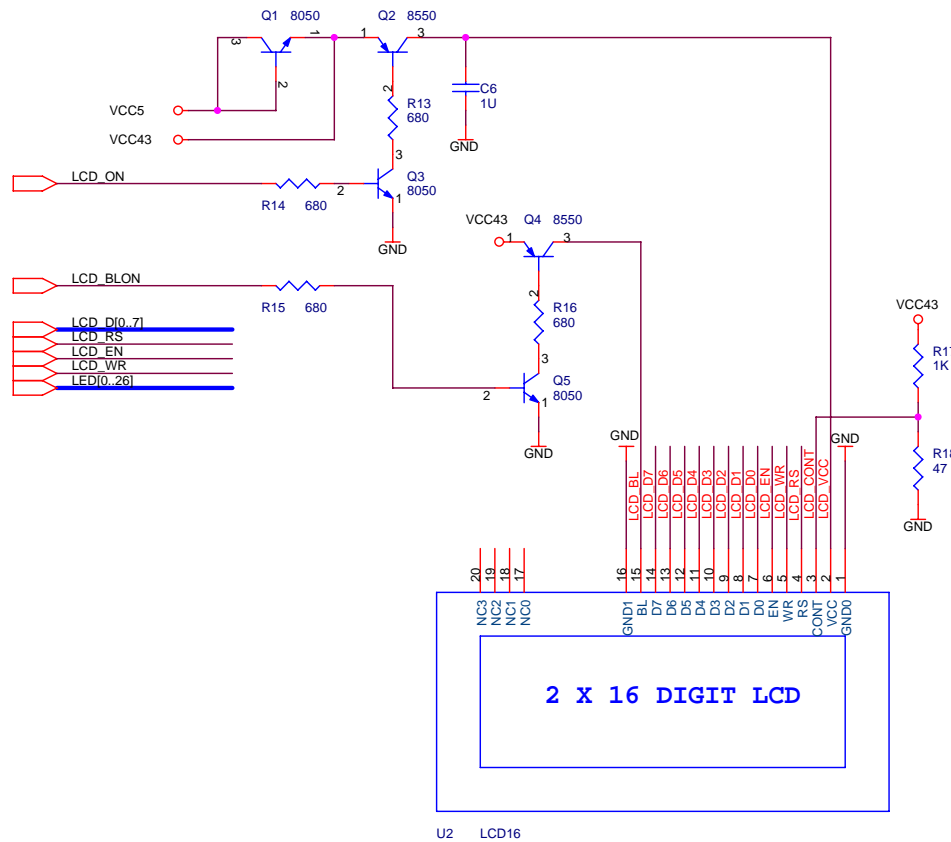 Q1 8050
Q2 8550
3
1
1
3
2
2
VCC5
VCC43
R13
680
C6
1U
GND
3
LCD_ON
R14 680
2
Q3
8050
1
GND
VCC43
Q4 8550
1
3
2
LCD_BLON
R15 680
R16
680
3
2
Q5
8050
1
GND
LCD_D[0..7]
LCD_RS
LCD_EN
LCD_WR
LED[0..26]
VCC43
1K
47
GND
GND
GND
LCD_BL
LCD_D7
LCD_D6
LCD_D5
LCD_D4
LCD_D3
LCD_D2
LCD_D1
LCD_D0
LCD_EN
LCD_WR
LCD_RS
LCD_CONT
LCD_VCC
20
19
18
17
16
15
14
13
12
11
10
9
8
7
6
5
4
3
2
1
NC3
NC2
NC1
NC0
GND1
BL
D7
D6
D5
D4
D3
D2
D1
D0
EN
WR
RS
CONT
VCC
GND0
2 X 16 DIGIT LCD
U2 LCD16